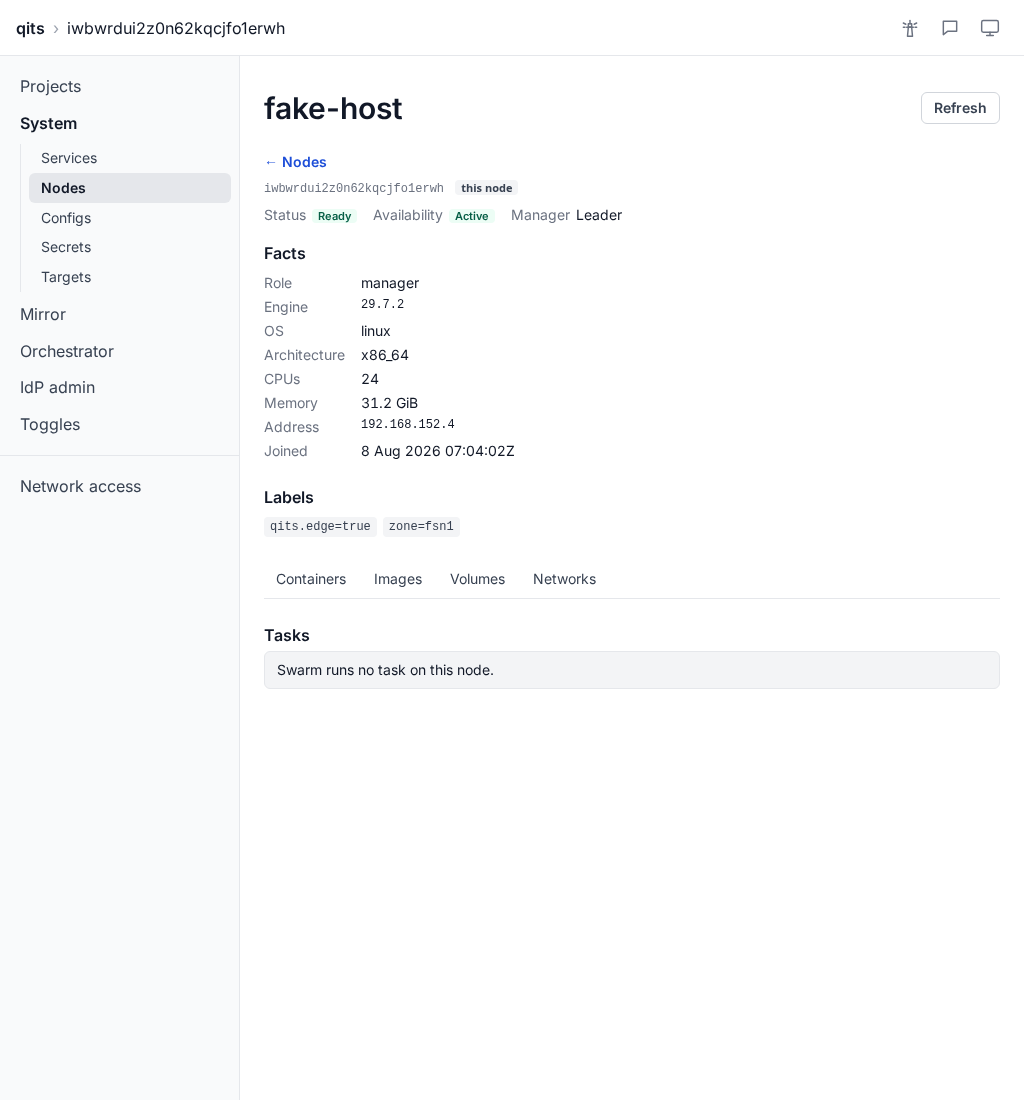 qits › iwbwrdui2z0n62kqcjfo1erwh
Projects
System
Services
Nodes
Configs
Secrets
Targets
Mirror
Orchestrator
IdP admin
Toggles
Network access
fake-host
Refresh
← Nodes
iwbwrdui2z0n62kqcjfo1erwh this node
Status Ready Availability Active Manager Leader
Facts
Role manager
Engine 29.7.2
OS linux
Architecture x86_64
CPUs 24
Memory 31.2 GiB
Address 192.168.152.4
Joined 8 Aug 2026 07:04:02Z
Labels
qits.edge=true zone=fsn1
Containers Images Volumes Networks
Tasks
Swarm runs no task on this node.